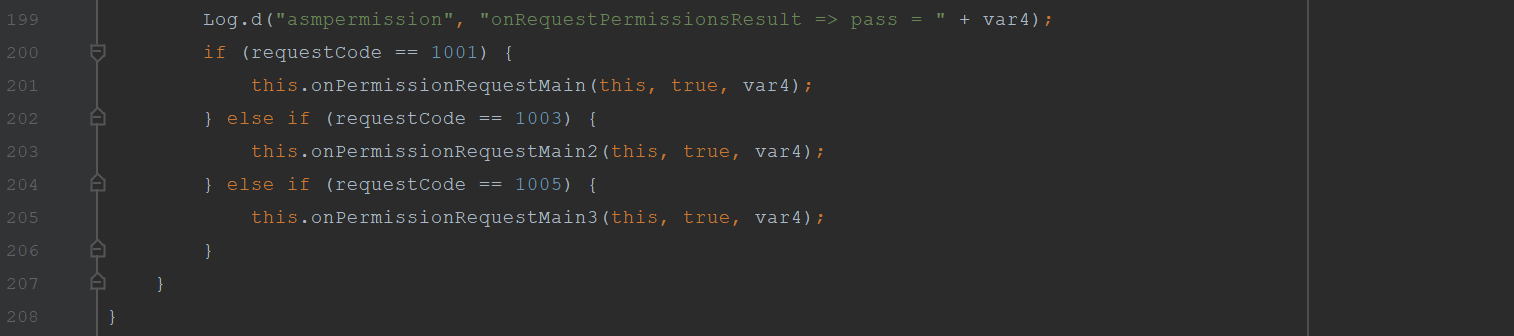 199 Log.d("asmpermission", "onRequestPermissionsResult => pass = " + var4);
200 if (requestCode == 1001) {
201 this.onPermissionRequestMain(this, true, var4);
202 } else if (requestCode == 1003) {
203 this.onPermissionRequestMain2(this, true, var4);
204 } else if (requestCode == 1005) {
205 this.onPermissionRequestMain3(this, true, var4);
206 }
207 }
208 }